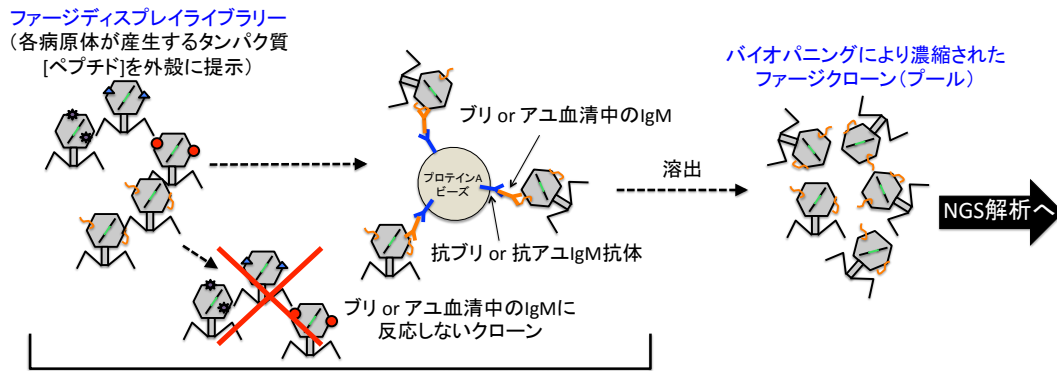 ファージディスプレイライブラリー
（各病原体が産生するタンパク質
[ペプチド]を外殻に提示）
バイオパニングにより濃縮された
ファージクローン（プール）
ブリ or アユ血清中のIgM
プロテインA
ビーズ
溶出
NGS解析へ
抗ブリ or 抗アユIgM抗体
ブリ or アユ血清中のIgMに
反応しないクローン